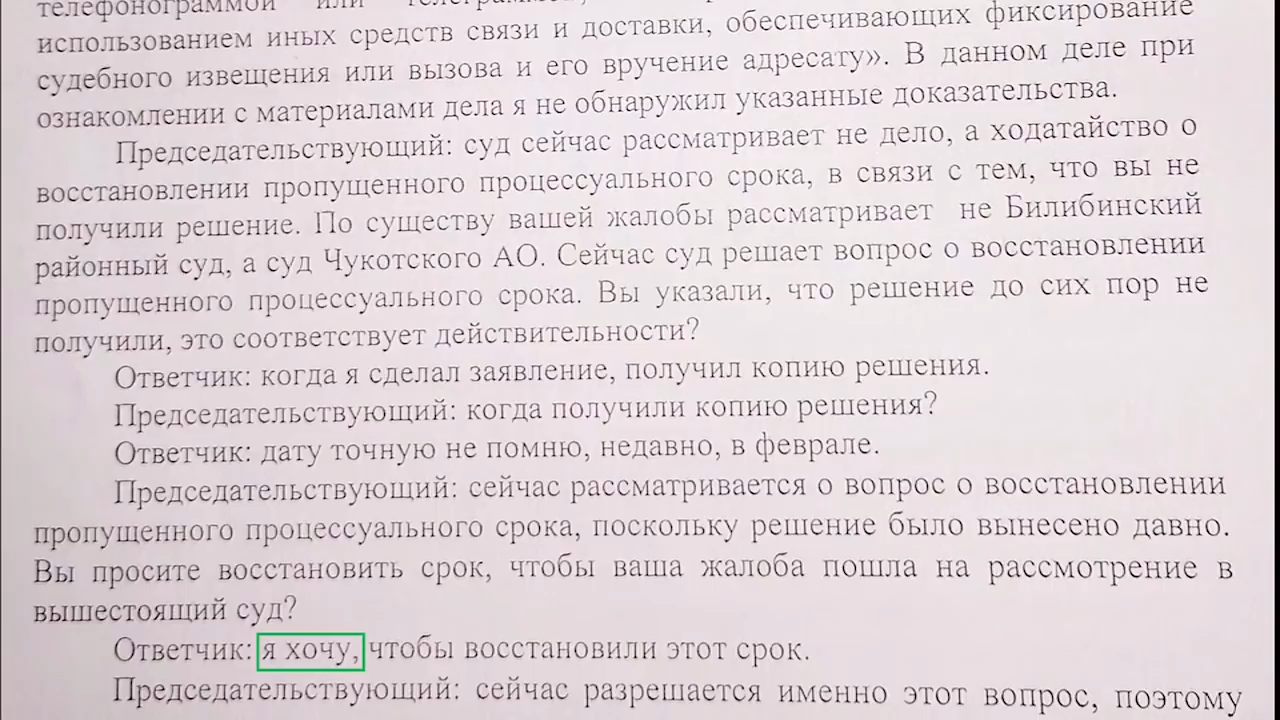 телефонограммой или телеграммой,
использованием иных средств связи и доставки, обеспечивающих фиксирование
судебного извещения или вызова и его вручение адресату». В данном деле при
ознакомлении с материалами дела я не обнаружил указанные доказательства.
Председательствующий: суд сейчас рассматривает не дело, а ходатайство о
восстановлении пропущенного процессуального срока, в связи с тем, что вы не
получили решение. По существу вашей жалобы рассматривает не Билибинский
районный суд, а суд Чукотского АО. Сейчас суд решает вопрос о восстановлении
пропущенного процессуального срока. Вы указали, что решение до сих пор не
получили, это соответствует действительности?
Ответчик: когда я сделал заявление, получил копию решения.
Председательствующий: когда получили копию решения?
Ответчик: дату точную не помню, недавно, в феврале.
Председательствующий: сейчас рассматривается о вопрос о восстановлении
пропущенного процессуального срока, поскольку решение было вынесено давно.
Вы просите восстановить срок, чтобы ваша жалоба пошла на рассмотрение в
вышестоящий суд?
Ответчик: я хочу, чтобы восстановили этот срок.
Председательствующий: сейчас разрешается именно этот вопрос, поэтому